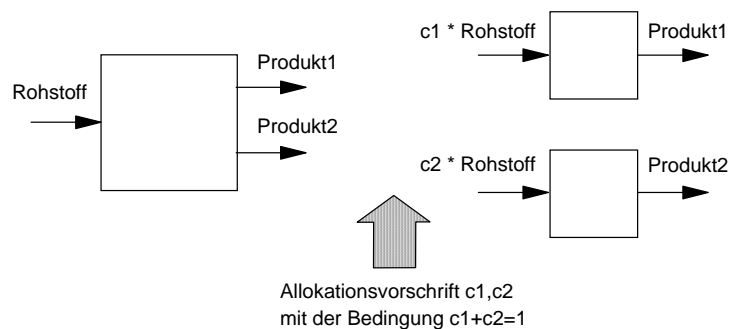 Rohstoff
Produkt1
Produkt2
c1 * Rohstoff
Produkt1
c2 * Rohstoff
Produkt2
Allokationsvorschrift c1,c2
mit der Bedingung c1+c2=1